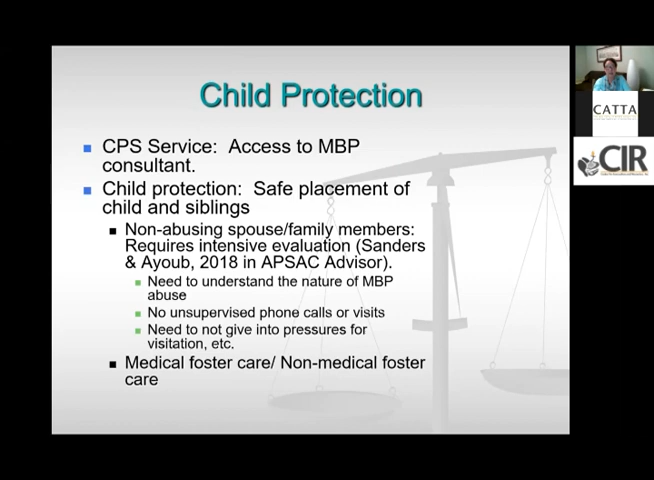 Child Protection
CPS Service: Access to MBP
consultant.
Child protection: Safe placement of
child and siblings
Non-abusing spouse/family members:
Requires intensive evaluation (Sanders
& Ayoub, 2018 in APSAC Advisor).
Need to understand the nature of MBP
abuse
No unsupervised phone calls or visits
Need to not give into pressures for
visitation, etc.
Medical foster care/ Non-medical foster
care
CATTA
CIR